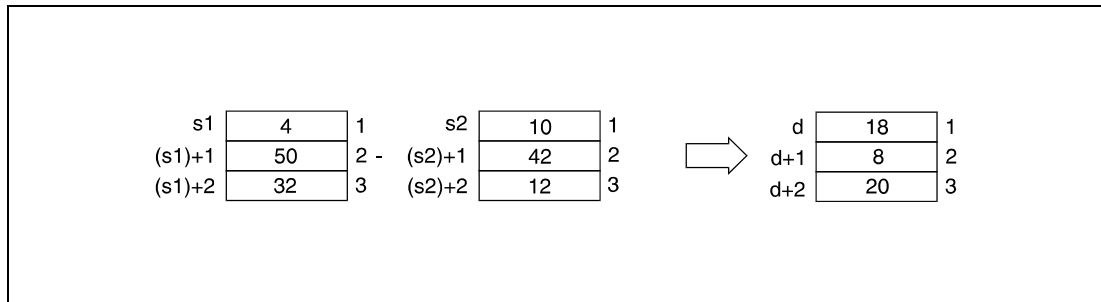 s1 4 1 s2 10 1 d 18 1
(s1)+1 50 2 - (s2)+1 42 2 d+1 8 2
(s1)+2 32 3 (s2)+2 12 3 d+2 20 3